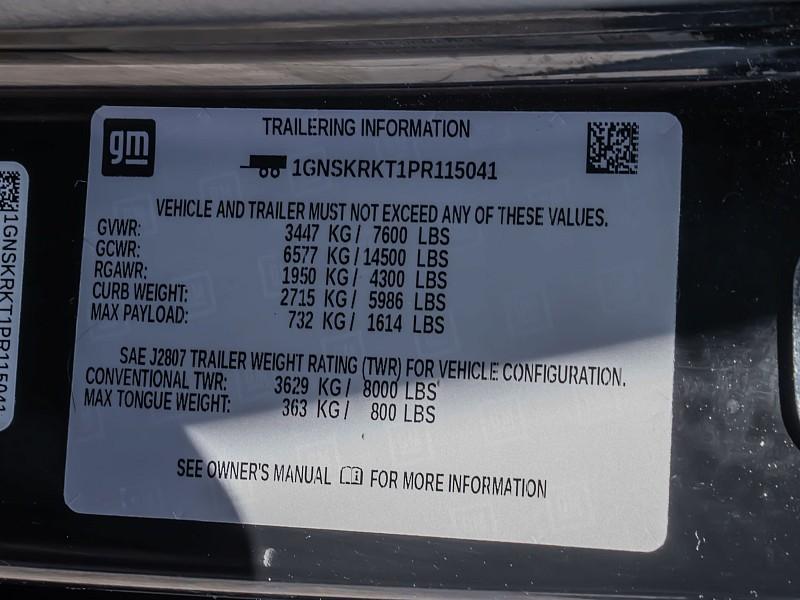 gm
TRAILERING INFORMATION
1GNSKRKT1PR115041
VEHICLE AND TRAILER MUST NOT EXCEED ANY OF THESE VALUES.
GVWR: 3447 KG / 7600 LBS
GCWR: 6577 KG / 14500 LBS
RGAWR: 1950 KG / 4300 LBS
CURB WEIGHT: 2715 KG / 5986 LBS
MAX PAYLOAD: 732 KG / 1614 LBS
SAE J2807 TRAILER WEIGHT RATING (TWR) FOR VEHICLE CONFIGURATION.
CONVENTIONAL TWR: 3629 KG / 8000 LBS
MAX TONGUE WEIGHT: 363 KG / 800 LBS
SEE OWNER'S MANUAL FOR MORE INFORMATION
1GNSKRKT1PR115041